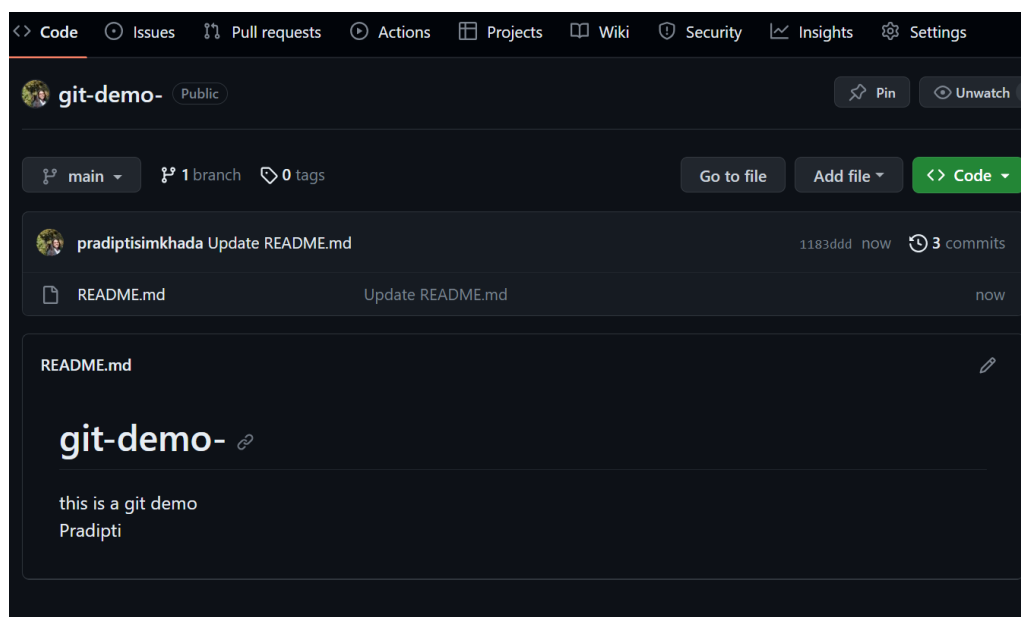 Code Issues Pull requests Actions Projects Wiki Security Insights Settings
git-demo- Public Pin Unwatch
main 1 branch 0 tags Go to file Add file Code
pradiptisimkhada Update README.md 1183ddd now 3 commits
README.md Update README.md now
README.md
git-demo-
this is a git demo
Pradipti